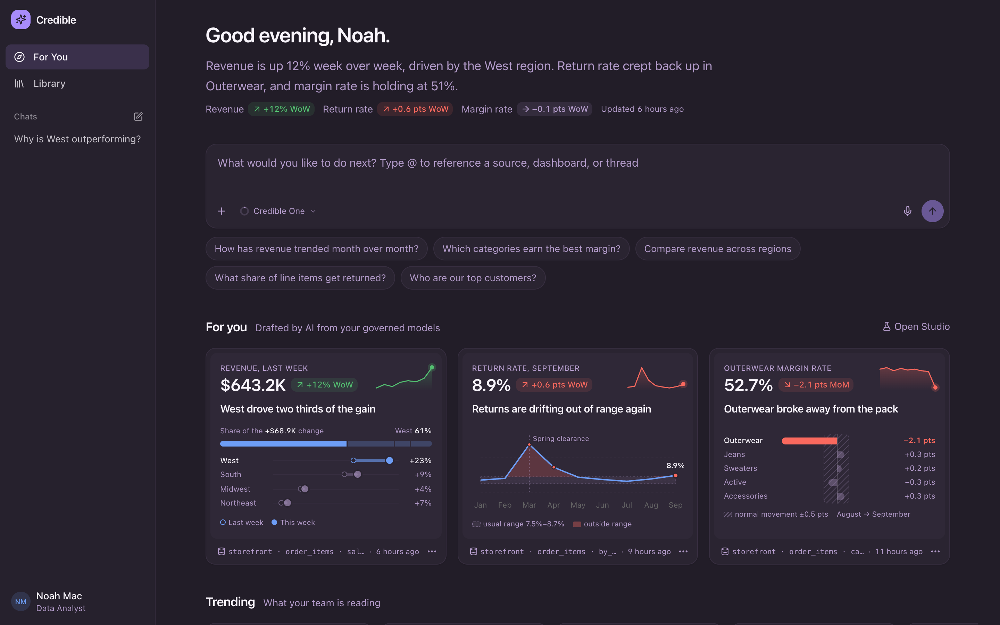 Credible
For You
Library
Chats
Why is West outperforming?
NM
Noah Mac
Data Analyst
Good evening, Noah.
Revenue is up 12% week over week, driven by the West region. Return rate crept back up in
Outerwear, and margin rate is holding at 51%.
Revenue +12% WoW Return rate +0.6 pts WoW Margin rate −0.1 pts WoW Updated 6 hours ago
What would you like to do next? Type @ to reference a source, dashboard, or thread
Credible One
How has revenue trended month over month? Which categories earn the best margin? Compare revenue across regions
What share of line items get returned? Who are our top customers?
For you Drafted by AI from your governed models Open Studio
REVENUE, LAST WEEK
$643.2K +12% WoW
West drove two thirds of the gain
Share of the +$68.9K change West 61%
West +23%
South +9%
Midwest +4%
Northeast +7%
Last week This week
storefront · order_items · sal… · 6 hours ago
RETURN RATE, SEPTEMBER
8.9% +0.6 pts WoW
Returns are drifting out of range again
Spring clearance
8.9%
Jan Feb Mar Apr May Jun Jul Aug Sep
usual range 7.5%–8.7% outside range
storefront · order_items · by_… · 9 hours ago
OUTERWEAR MARGIN RATE
52.7% −2.1 pts MoM
Outerwear broke away from the pack
Outerwear −2.1 pts
Jeans +0.3 pts
Sweaters +0.2 pts
Active −0.3 pts
Accessories +0.3 pts
normal movement ±0.5 pts August → September
storefront · order_items · ca… · 11 hours ago
Trending What your team is reading